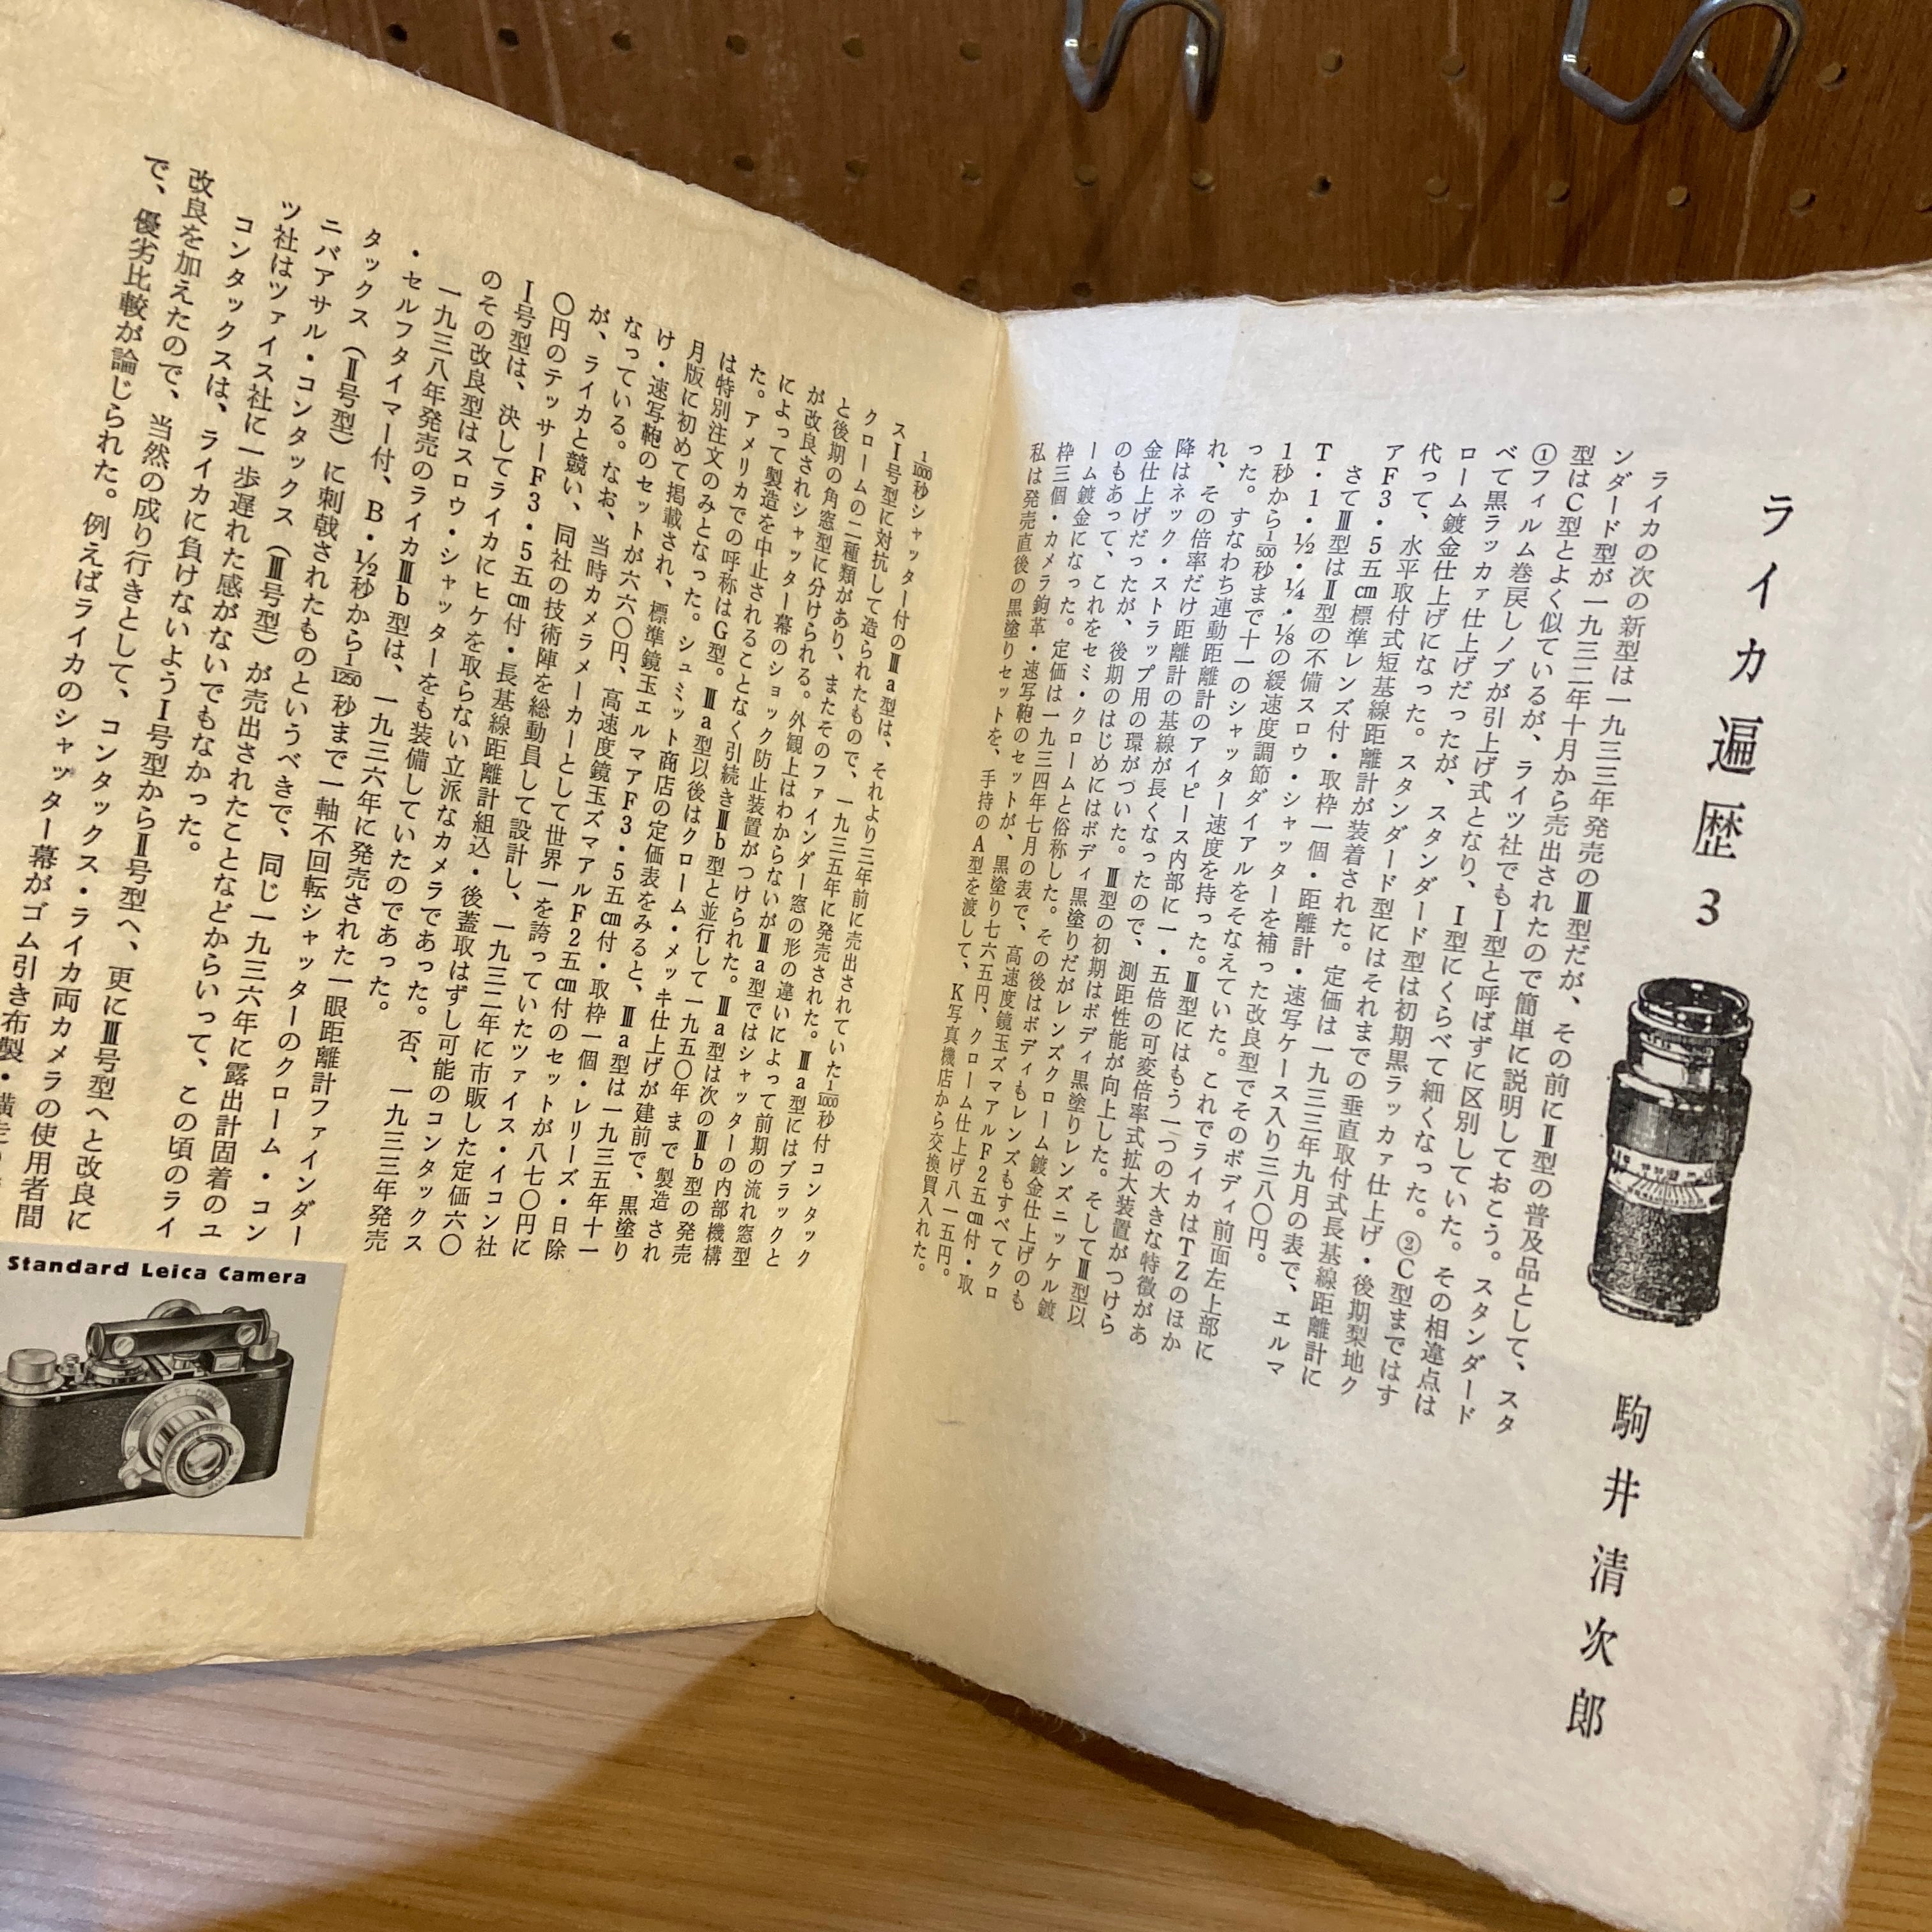 ライカ遍歴3
駒井清次郎
ライカの次の新型は一九三三年発売のⅢ型だが、その前にⅡ型の普及品として、スタ
ンダード型が一九三二年十月から売出されたので簡単に説明しておこう。スタンダード
型はC型とよく似ているが、ライツ社でもⅠ型と呼ばずに区別していた。その相違点は
①フィルム巻戻しノブが引上げ式となり、Ⅰ型にくらべて細くなった。②C型まではす
べて黒ラッカァ仕上げだったが、スタンダード型は初期黒ラッカァ仕上げ・後期梨地ク
ローム鍍金仕上げになった。スタンダード型にはそれまでの垂直取付式長基線距離計に
代って、水平取付式短基線距離計が装着された。定価は一九三三年九月の表で、エルマ
アF3・5五㎝標準レンズ付・取枠一個・距離計・速写ケース入り三八〇円。
さてⅢ型はⅡ型の不備スロウ・シャッターを補った改良型でそのボディ前面左上部に
T・1・½・¼・⅛の緩速度調節ダイアルをそなえていた。これでライカはTZのほか
1秒から1/500秒まで十一のシャッター速度を持った。Ⅲ型にはもう一つの大きな特徴があ
った。すなわち連動距離計のアイピース内部に一・五倍の可変倍率式拡大装置がつけら
れ、その倍率だけ距離計の基線が長くなったので、測距性能が向上した。そしてⅢ型以
降はネック・ストラップ用の環がついた。Ⅲ型の初期はボディ黒塗りレンズニッケル鍍
金仕上げだったが、後期のはじめにはボディ黒塗りだがレンズクローム鍍金仕上げのも
のもあって、これをセミ・クロームと俗称した。その後はボディもレンズもすべてクロ
ーム鍍金になった。定価は一九三四年七月の表で、高速度鏡玉ズマアルF2五㎝付・取
枠三個・カメラ鉤革・速写鞄のセットが、黒塗り七六五円、クローム仕上げ八一五円。
私は発売直後の黒塗りセットを、手持のA型を渡して、K写真機店から交換買入れた。
1/1000秒シャッター付のⅢa型は、それより三年前に売出されていた1/1000秒付コンタック
スⅠ号型に対抗して造られたもので、一九三五年に発売された。Ⅲa型にはブラックと
クロームの二種類があり、またそのファインダー窓の形の違いによって前期の流れ窓型
と後期の角窓型に分けられる。外観上はわからないがⅢa型ではシャッターの内部機構
が改良されシャッター幕のショック防止装置がつけられた。Ⅲa型は次のⅢb型の発売
によって製造を中止されることなく引続きⅢb型と並行して一九五〇年まで製造され
た。アメリカでの呼称はG型。Ⅲa型以後はクローム・メッキ仕上げが建前で、黒塗り
は特別注文のみとなった。シュミット商店の定価表をみると、Ⅲa型は一九三五年十一
月版に初めて掲載され、標準鏡玉エルマアF3・5五㎝付・取枠一個・レリーズ・日除
け・速写鞄のセットが六六〇円、高速度鏡玉ズマアルF2五㎝付のセットが八七〇円に
なっている。なお、当時カメラメーカーとして世界一を誇っていたツァイス・イコン社
が、ライカと競い、同社の技術陣を総動員して設計し、一九三二年に市販した定価六〇
〇円のテッサーF3・5五㎝付・長基線距離計組込・後蓋取はずし可能のコンタックス
Ⅰ号型は、決してライカにヒケを取らない立派なカメラであった。否、一九三三年発売
のその改良型はスロウ・シャッターをも装備していたのであった。
一九三八年発売のライカⅢb型は、一九三六年に発売された一眼距離計ファインダー
・セルフタイマー付、B・½秒から1/1250秒まで一軸不回転シャッターのクローム・コン
タックス（Ⅱ号型）に刺戟されたものというべきで、同じ一九三六年に露出計固着のユ
ニバアサル・コンタックス（Ⅲ号型）が売出されたことなどからいって、この頃のライ
ツ社はツァイス社に一歩遅れた感がないでもなかった。
コンタックスは、ライカに負けないようⅠ号型からⅡ号型へ、更にⅢ号型へと改良に
改良を加えたので、当然の成り行きとして、コンタックス・ライカ両カメラの使用者間
で、優劣比較が論じられた。例えばライカのシャッター幕がゴム引き布製・横走り
Standard Leica Camera